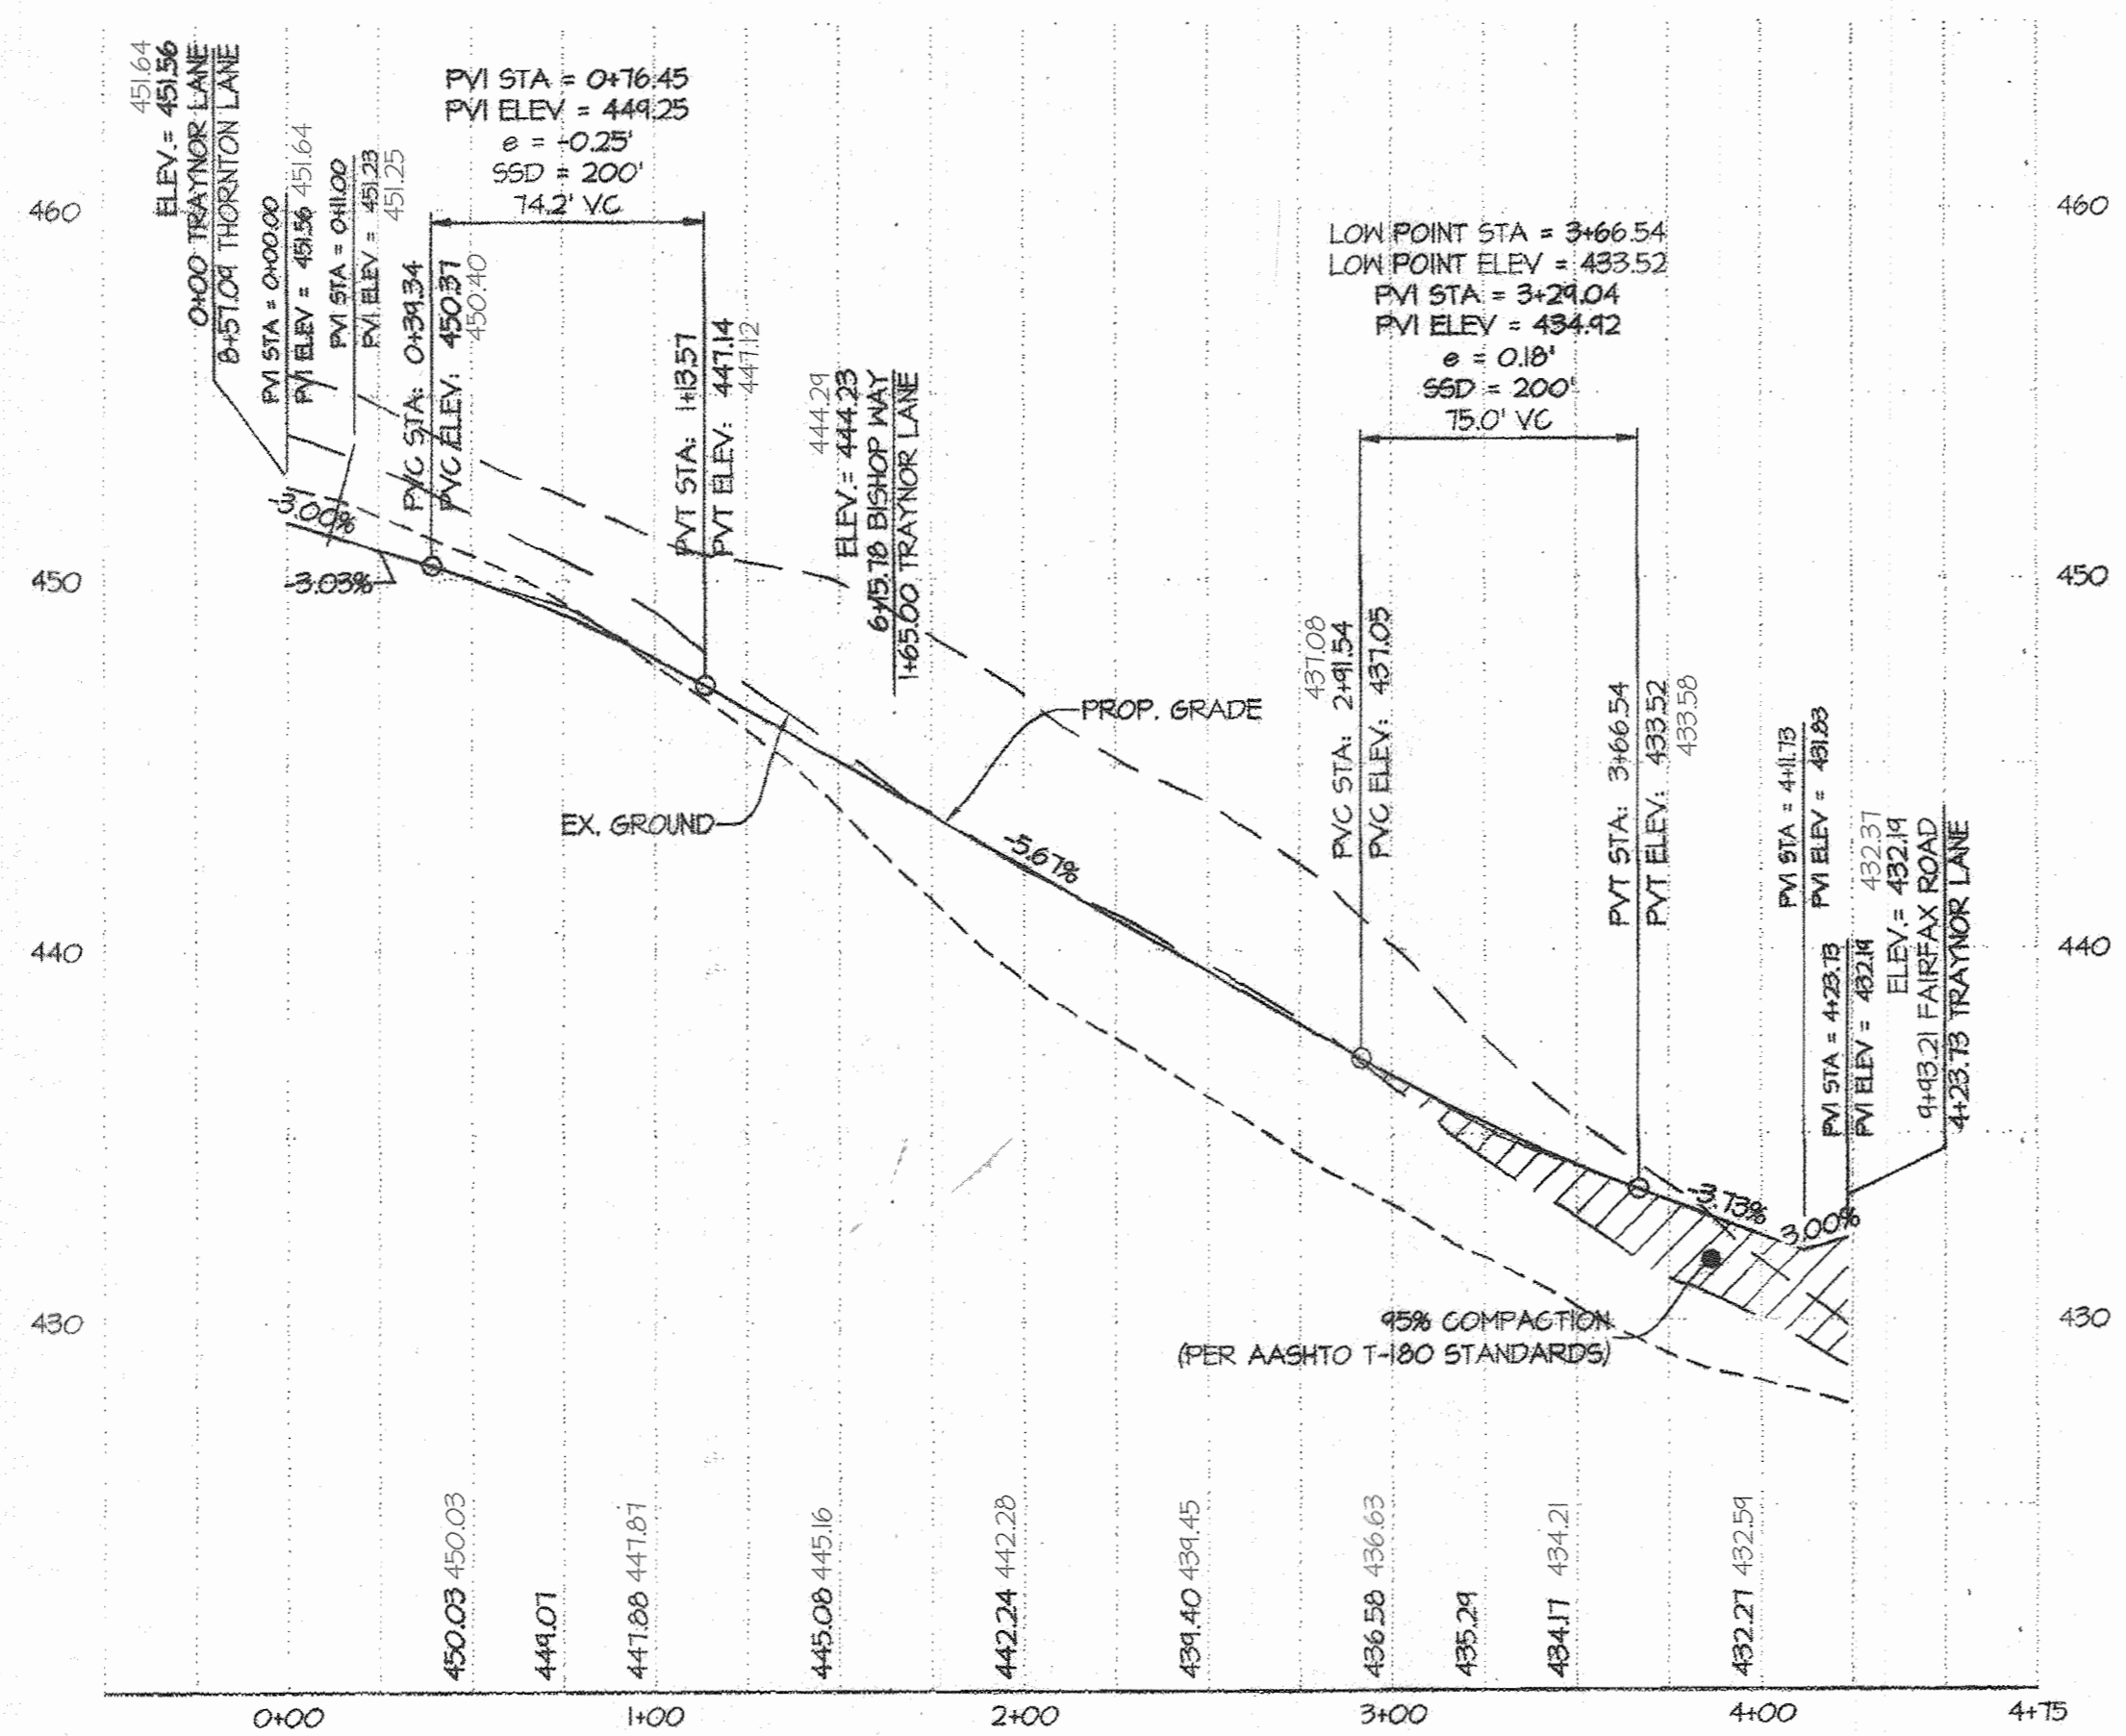 451.64
ELEV.= 451.56
0+00 TRAYNOR LANE
8+57.09 THORNTON LANE
PVI STA = 0+00.00
PVI ELEV = 451.56 451.64
PVI STA = 0+11.00
PVI ELEV = 451.23
451.25
PVI STA = 0+76.45
PVI ELEV = 449.25
e = -0.25'
SSD = 200'
74.2' VC
PVC STA: 0+39.34
PVC ELEV: 450.37
450.40
PVT STA: 1+13.57
PVT ELEV: 447.14
447.12
444.29
ELEV.= 444.23
6+15.78 BISHOP WAY
1+65.00 TRAYNOR LANE
LOW POINT STA = 3+66.54
LOW POINT ELEV = 433.52
PVI STA = 3+29.04
PVI ELEV = 434.92
e = 0.18'
SSD = 200'
75.0' VC
437.08
PVC STA: 2+91.54
PVC ELEV: 437.05
PVT STA: 3+66.54
PVT ELEV: 433.52
433.58
PVI STA = 4+11.73
PVI ELEV = 431.83
PVI STA = 4+23.73
PVI ELEV = 432.19
432.37
ELEV.= 432.19
9+93.21 FAIRFAX ROAD
4+23.73 TRAYNOR LANE
460
460
450
450
440
440
430
430
-3.00%
-3.03%
EX. GROUND
PROP. GRADE
-5.67%
-3.73%
3.00%
95% COMPACTION
(PER AASHTO T-180 STANDARDS)
450.03 450.03
449.07
447.88 447.87
445.08 445.16
442.24 442.28
439.40 439.45
436.58 436.63
435.29
434.17 434.21
432.27 432.59
0+00
1+00
2+00
3+00
4+00
4+75